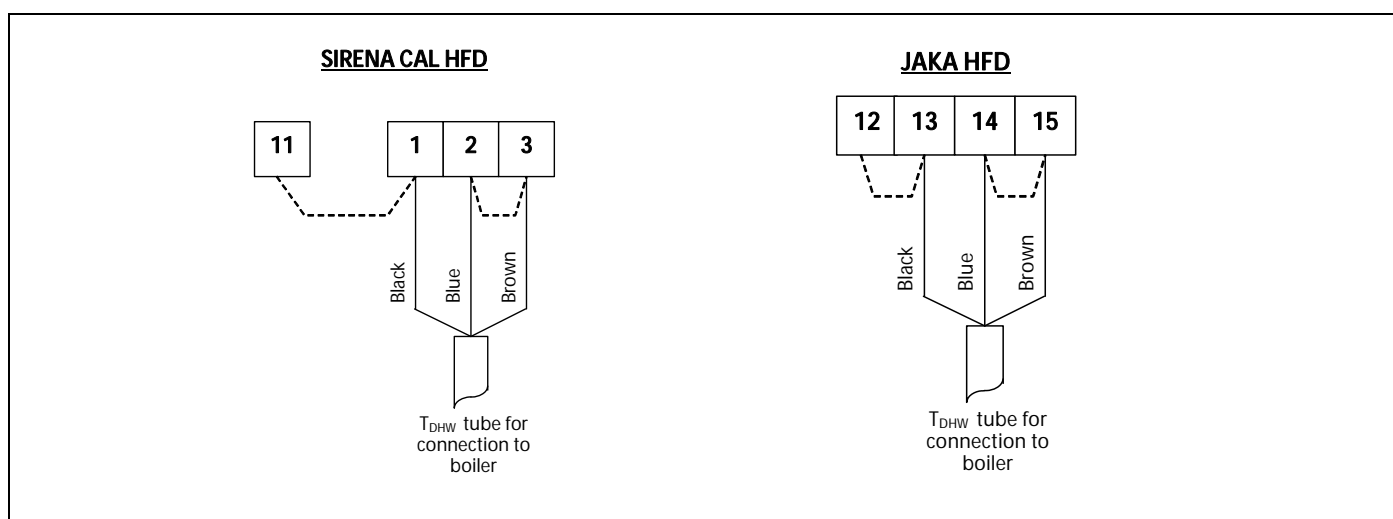 SIRENA CAL HFD
11 1 2 3
Black
Blue
Brown
TDHW tube for
connection to
boiler
JAKA HFD
12 13 14 15
Black
Blue
Brown
TDHW tube for
connection to
boiler